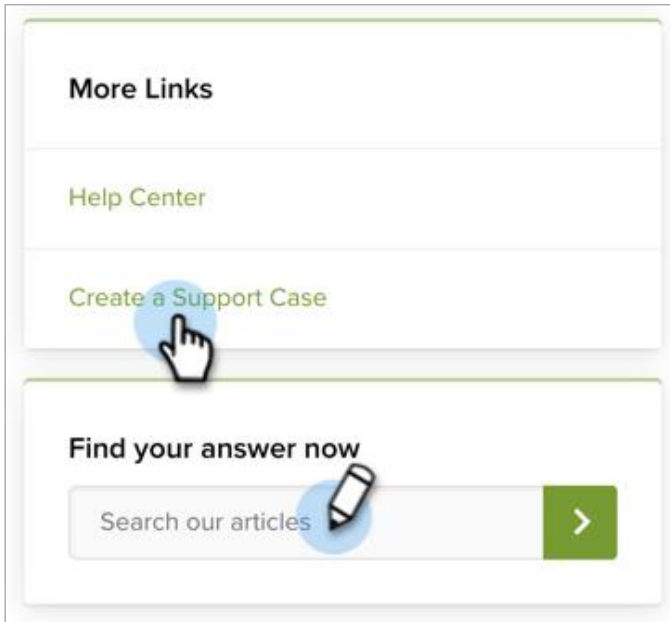 More Links
Help Center
Create a Support Case
Find your answer now
Search our articles